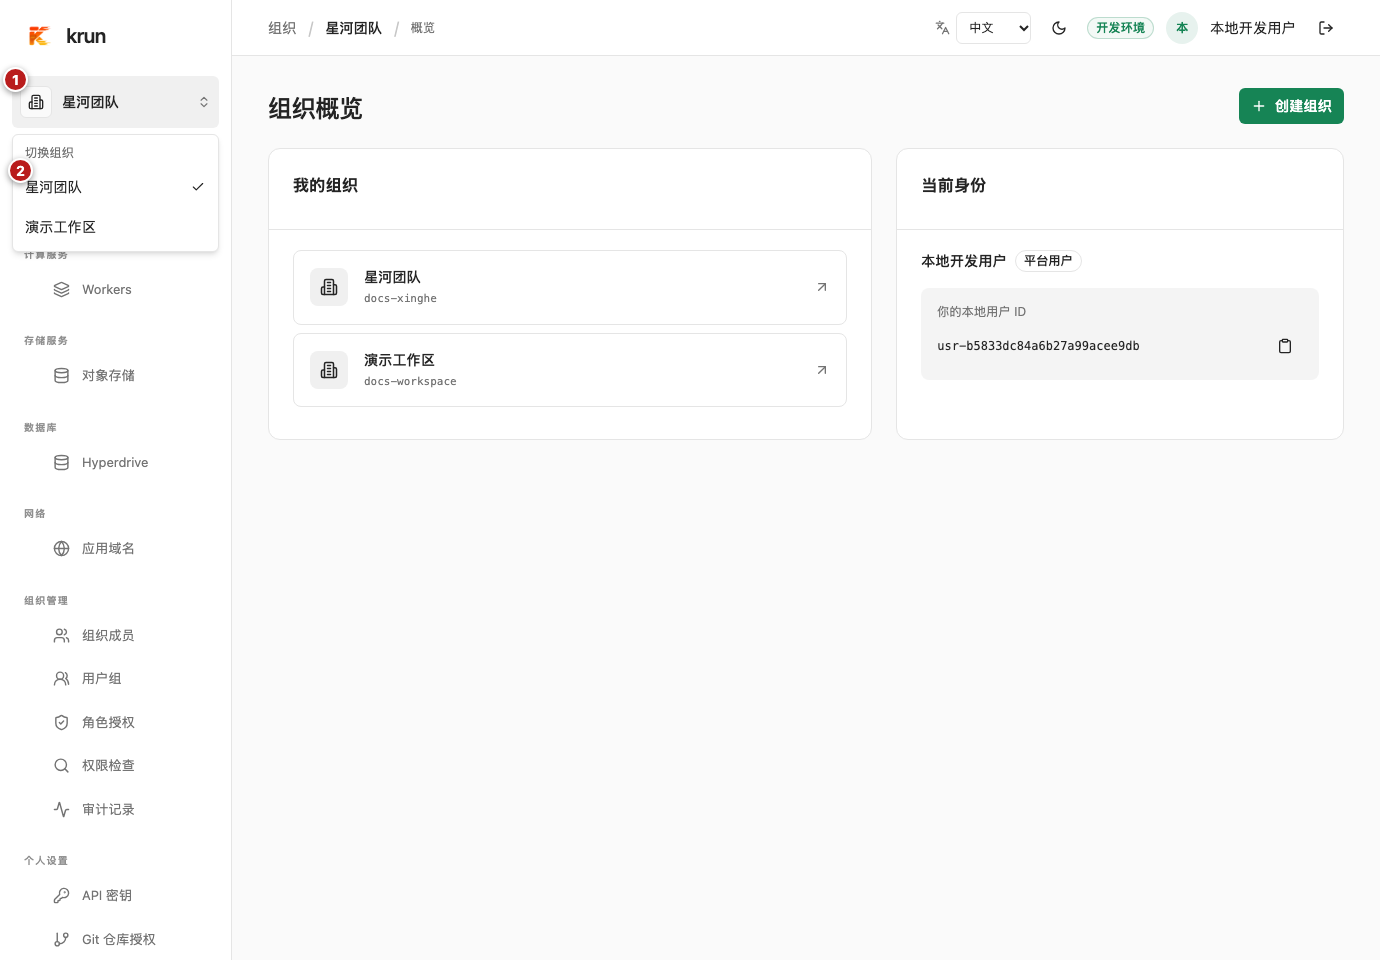 krun
组织 / 星河团队 / 概览
中文
开发环境
本
本地开发用户
1
星河团队
切换组织
2
星河团队
演示工作区
计算服务
Workers
存储服务
对象存储
数据库
Hyperdrive
网络
应用域名
组织管理
组织成员
用户组
角色授权
权限检查
审计记录
个人设置
API 密钥
Git 仓库授权
组织概览
+ 创建组织
我的组织
星河团队
docs-xinghe
演示工作区
docs-workspace
当前身份
本地开发用户 平台用户
你的本地用户 ID
usr-b5833dc84a6b27a99acee9db